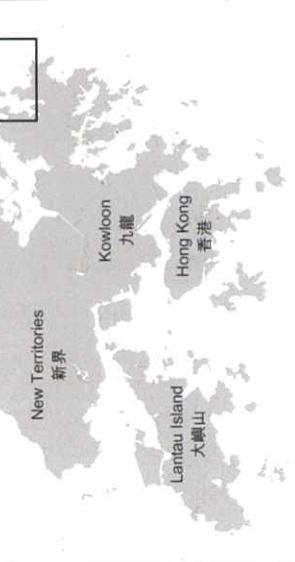 New Territories
新界
Kowloon
九龍
Hong Kong
香港
Lantau Island
大嶼山